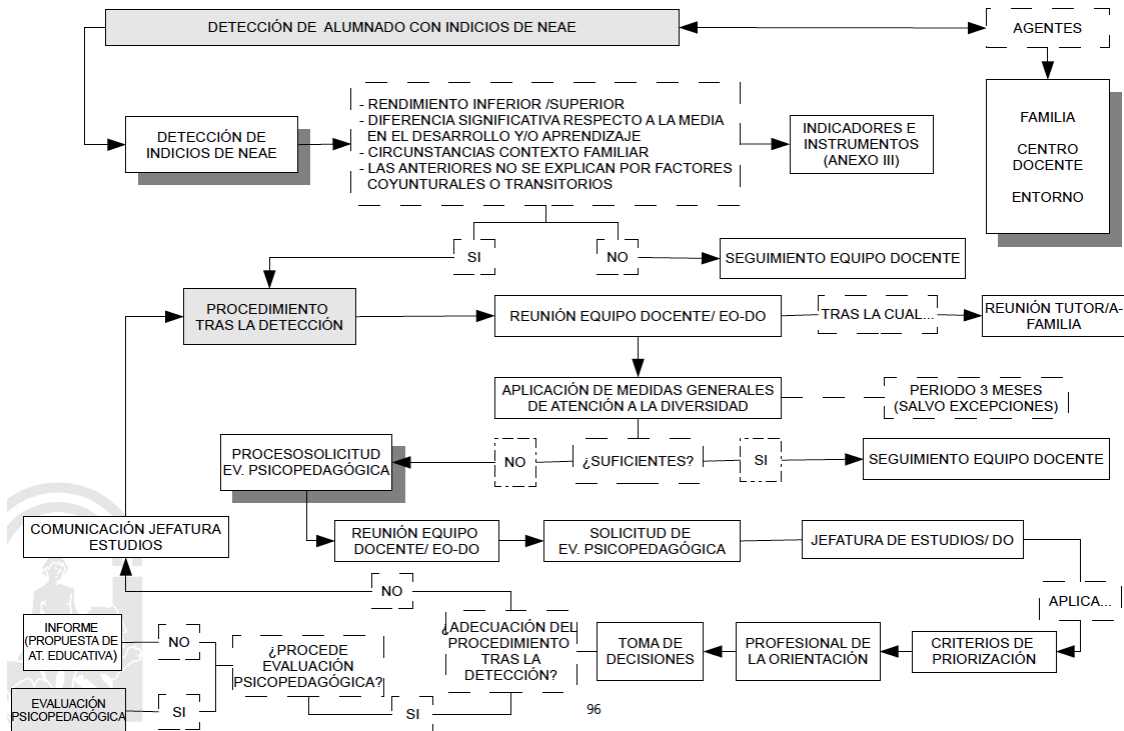 DETECCIÓN DE ALUMNADO CON INDICIOS DE NEAE
AGENTES
FAMILIA
CENTRO
DOCENTE
ENTORNO
DETECCIÓN DE
INDICIOS DE NEAE
- RENDIMIENTO INFERIOR /SUPERIOR
- DIFERENCIA SIGNIFICATIVA RESPECTO A LA MEDIA
EN EL DESARROLLO Y/O APRENDIZAJE
- CIRCUNSTANCIAS CONTEXTO FAMILIAR
- LAS ANTERIORES NO SE EXPLICAN POR FACTORES
COYUNTURALES O TRANSITORIOS
INDICADORES E
INSTRUMENTOS
(ANEXO III)
SI
NO
SEGUIMIENTO EQUIPO DOCENTE
PROCEDIMIENTO
TRAS LA DETECCIÓN
REUNIÓN EQUIPO DOCENTE/ EO-DO
TRAS LA CUAL...
REUNIÓN TUTOR/A-
FAMILIA
APLICACIÓN DE MEDIDAS GENERALES
DE ATENCIÓN A LA DIVERSIDAD
PERIODO 3 MESES
(SALVO EXCEPCIONES)
PROCESOSOLICITUD
EV. PSICOPEDAGÓGICA
NO
¿SUFICIENTES?
SI
SEGUIMIENTO EQUIPO DOCENTE
COMUNICACIÓN JEFATURA
ESTUDIOS
REUNIÓN EQUIPO
DOCENTE/ EO-DO
SOLICITUD DE
EV. PSICOPEDAGÓGICA
JEFATURA DE ESTUDIOS/ DO
APLICA...
NO
INFORME
(PROPUESTA DE
AT. EDUCATIVA)
NO
¿PROCEDE
EVALUACIÓN
PSICOPEDAGÓGICA?
¿ADECUACIÓN DEL
PROCEDIMIENTO
TRAS LA
DETECCIÓN?
TOMA DE
DECISIONES
PROFESIONAL DE
LA ORIENTACIÓN
CRITERIOS DE
PRIORIZACIÓN
EVALUACIÓN
PSICOPEDAGÓGICA
SI
SI
96